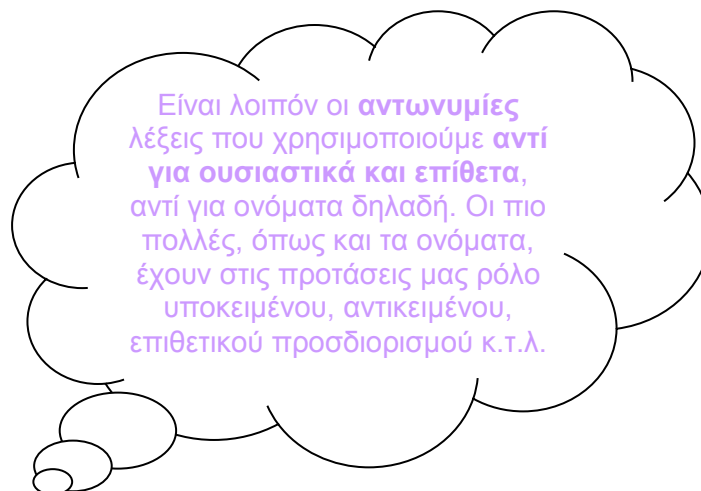 Είναι λοιπόν οι αντωνυμίες
λέξεις που χρησιμοποιούμε αντί
για ουσιαστικά και επίθετα,
αντί για ονόματα δηλαδή. Οι πιο
πολλές, όπως και τα ονόματα,
έχουν στις προτάσεις μας ρόλο
υποκειμένου, αντικειμένου,
επιθετικού προσδιορισμού κ.τ.λ.